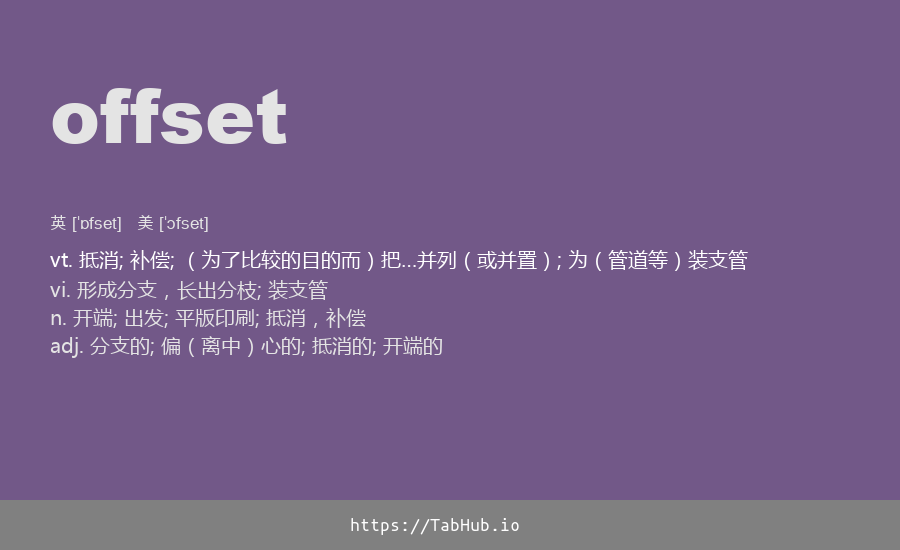 offset
英 [ˈɒfset] 美 [ˈɔfset]
vt. 抵消; 补偿; （为了比较的目的而）把…并列（或并置）; 为（管道等）装支管
vi. 形成分支，长出分枝; 装支管
n. 开端; 出发; 平版印刷; 抵消，补偿
adj. 分支的; 偏（离中）心的; 抵消的; 开端的
https://TabHub.io